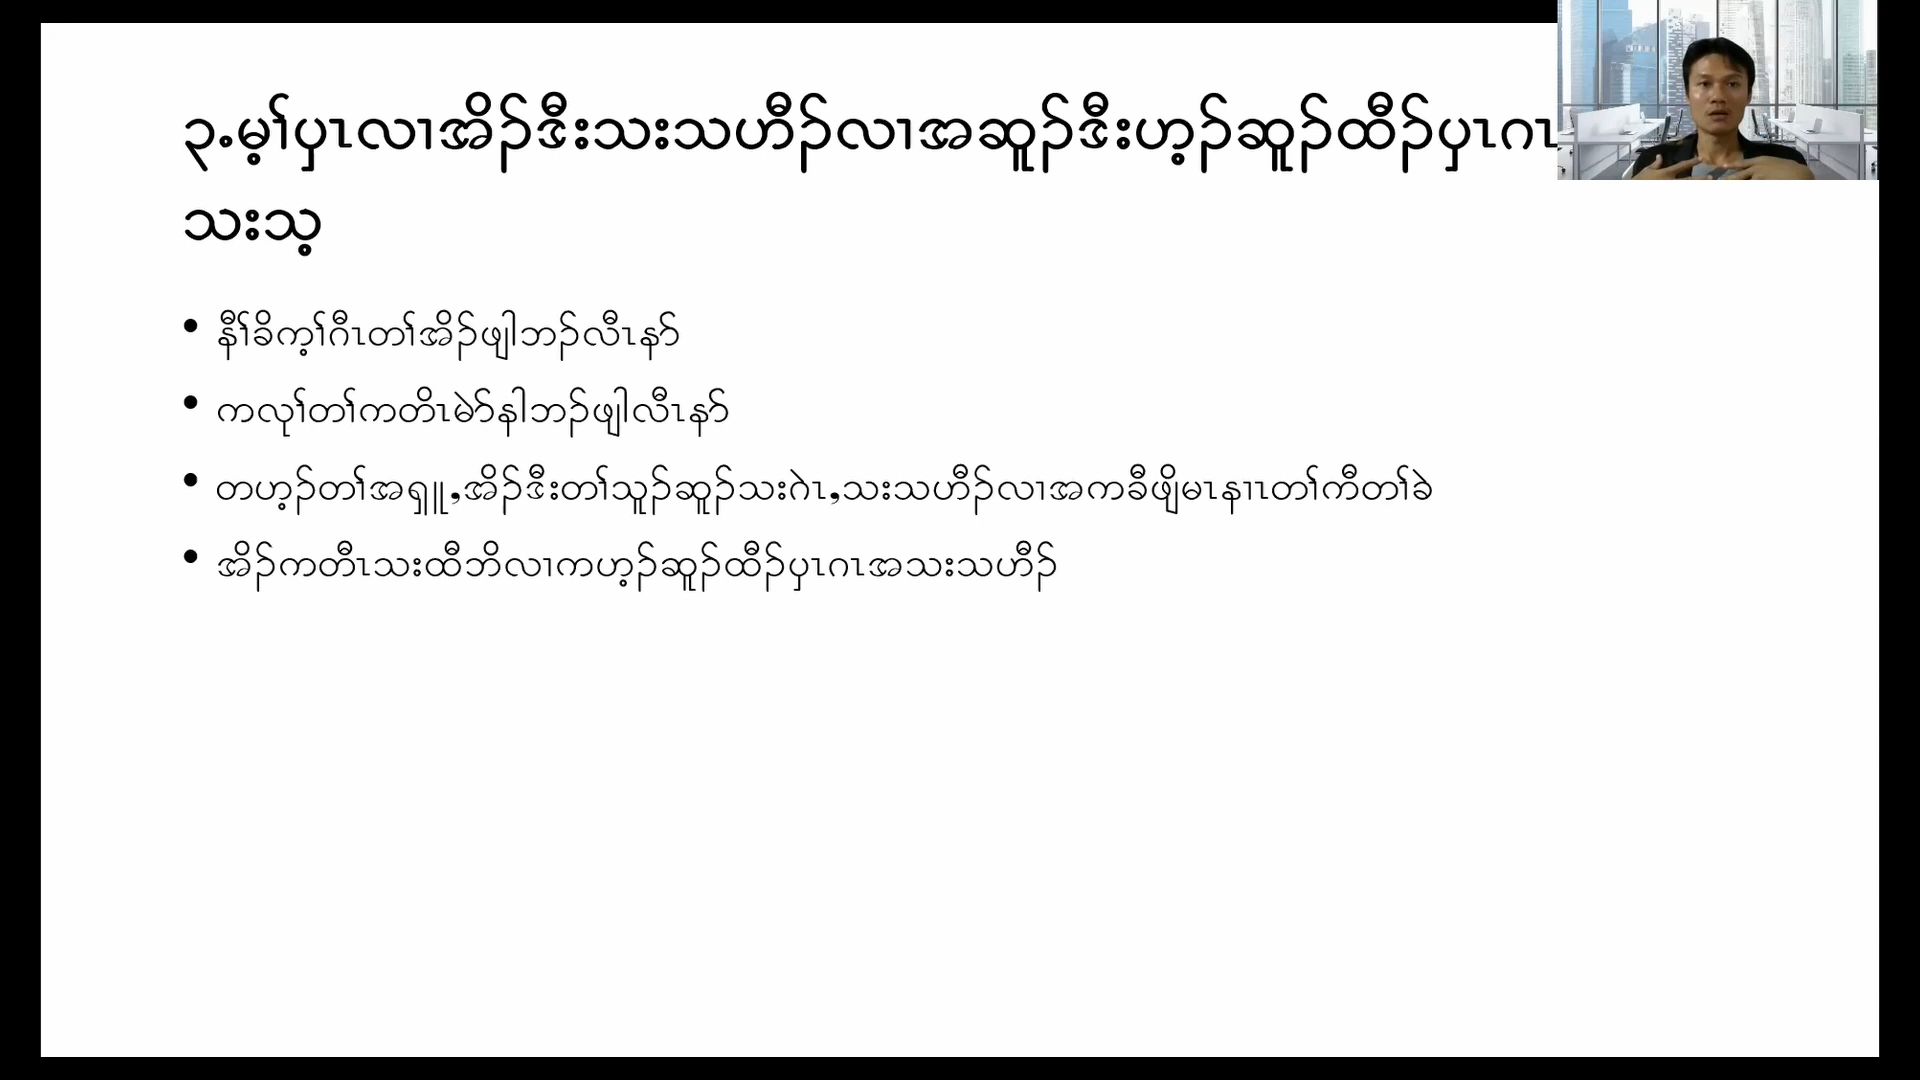 ၃.မ့ၢ်ပှၤလၢအိၣ်ဒီးသးသဟီၣ်လၢအဆူၣ်ဒီးဟ့ၣ်ဆူၣ်ထီၣ်ပှၤဂၤ
သးသ့
• နီၢ်ခိက့ၢ်ဂီၤတၢ်အိၣ်ဖျါဘၣ်လီၤနာ်
• ကလုၢ်တၢ်ကတိၤမဲာ်နါဘၣ်ဖျါလီၤနာ်
• တဟ့ၣ်တၢ်အရှူ,အိၣ်ဒီးတၢ်သူၣ်ဆူၣ်သးဂဲၤ,သးသဟီၣ်လၢအကခီဖျိမၤနၢၤတၢ်ကီတၢ်ခဲ
• အိၣ်ကတီၤသးထီဘိလၢကဟ့ၣ်ဆူၣ်ထီၣ်ပှၤဂၤအသးသဟီၣ်